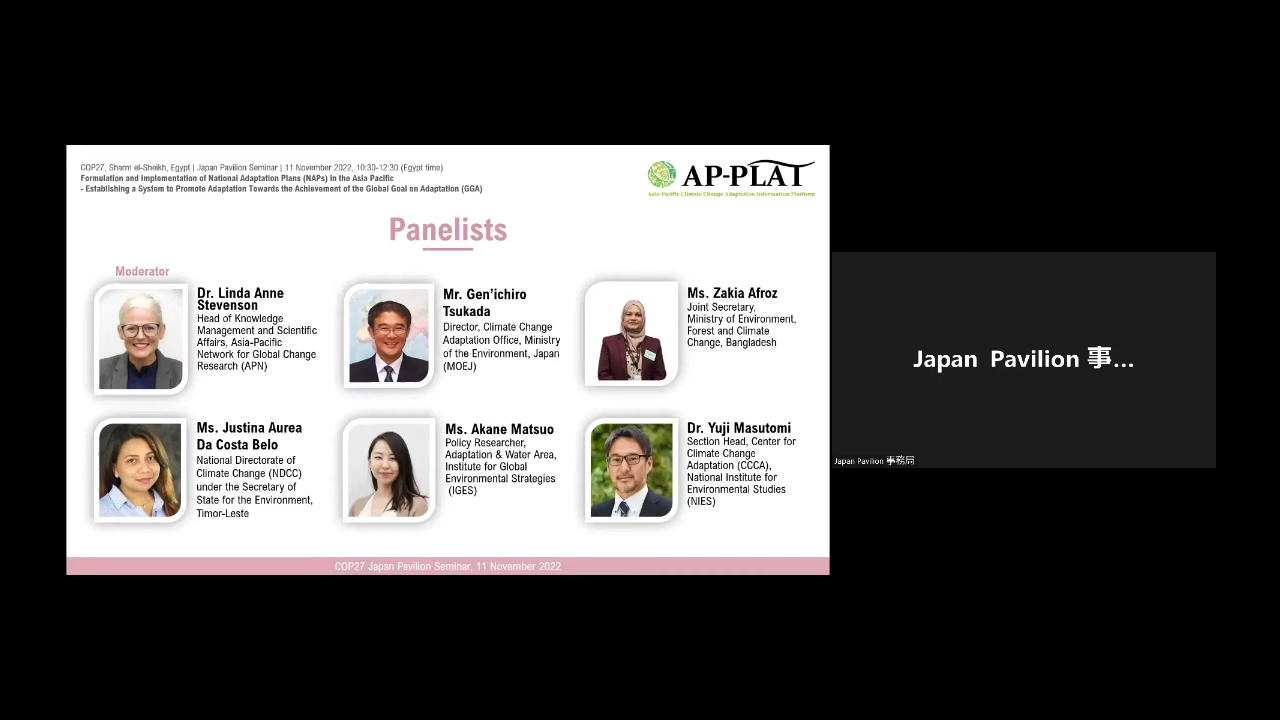 COP27, Sharm el-Sheikh, Egypt | Japan Pavilion Seminar | 11 November 2022, 10:30-12:30 (Egypt time)
Formulation and Implementation of National Adaptation Plans (NAPs) in the Asia Pacific
- Establishing a System to Promote Adaptation Towards the Achievement of the Global Goal on Adaptation (GGA)
AP-PLAT
Asia-Pacific Climate Change Adaptation Information Platform
Panelists
Moderator
Dr. Linda Anne
Stevenson
Head of Knowledge
Management and Scientific
Affairs, Asia-Pacific
Network for Global Change
Research (APN)
Mr. Gen'ichiro
Tsukada
Director, Climate Change
Adaptation Office, Ministry
of the Environment, Japan
(MOEJ)
Ms. Zakia Afroz
Joint Secretary,
Ministry of Environment,
Forest and Climate
Change, Bangladesh
Ms. Justina Aurea
Da Costa Belo
National Directorate of
Climate Change (NDCC)
under the Secretary of
State for the Environment,
Timor-Leste
Ms. Akane Matsuo
Policy Researcher,
Adaptation & Water Area,
Institute for Global
Environmental Strategies
(IGES)
Dr. Yuji Masutomi
Section Head, Center for
Climate Change
Adaptation (CCCA),
National Institute for
Environmental Studies
(NIES)
COP27 Japan Pavilion Seminar, 11 November 2022
Japan Pavilion 事...
Japan Pavilion 事務局